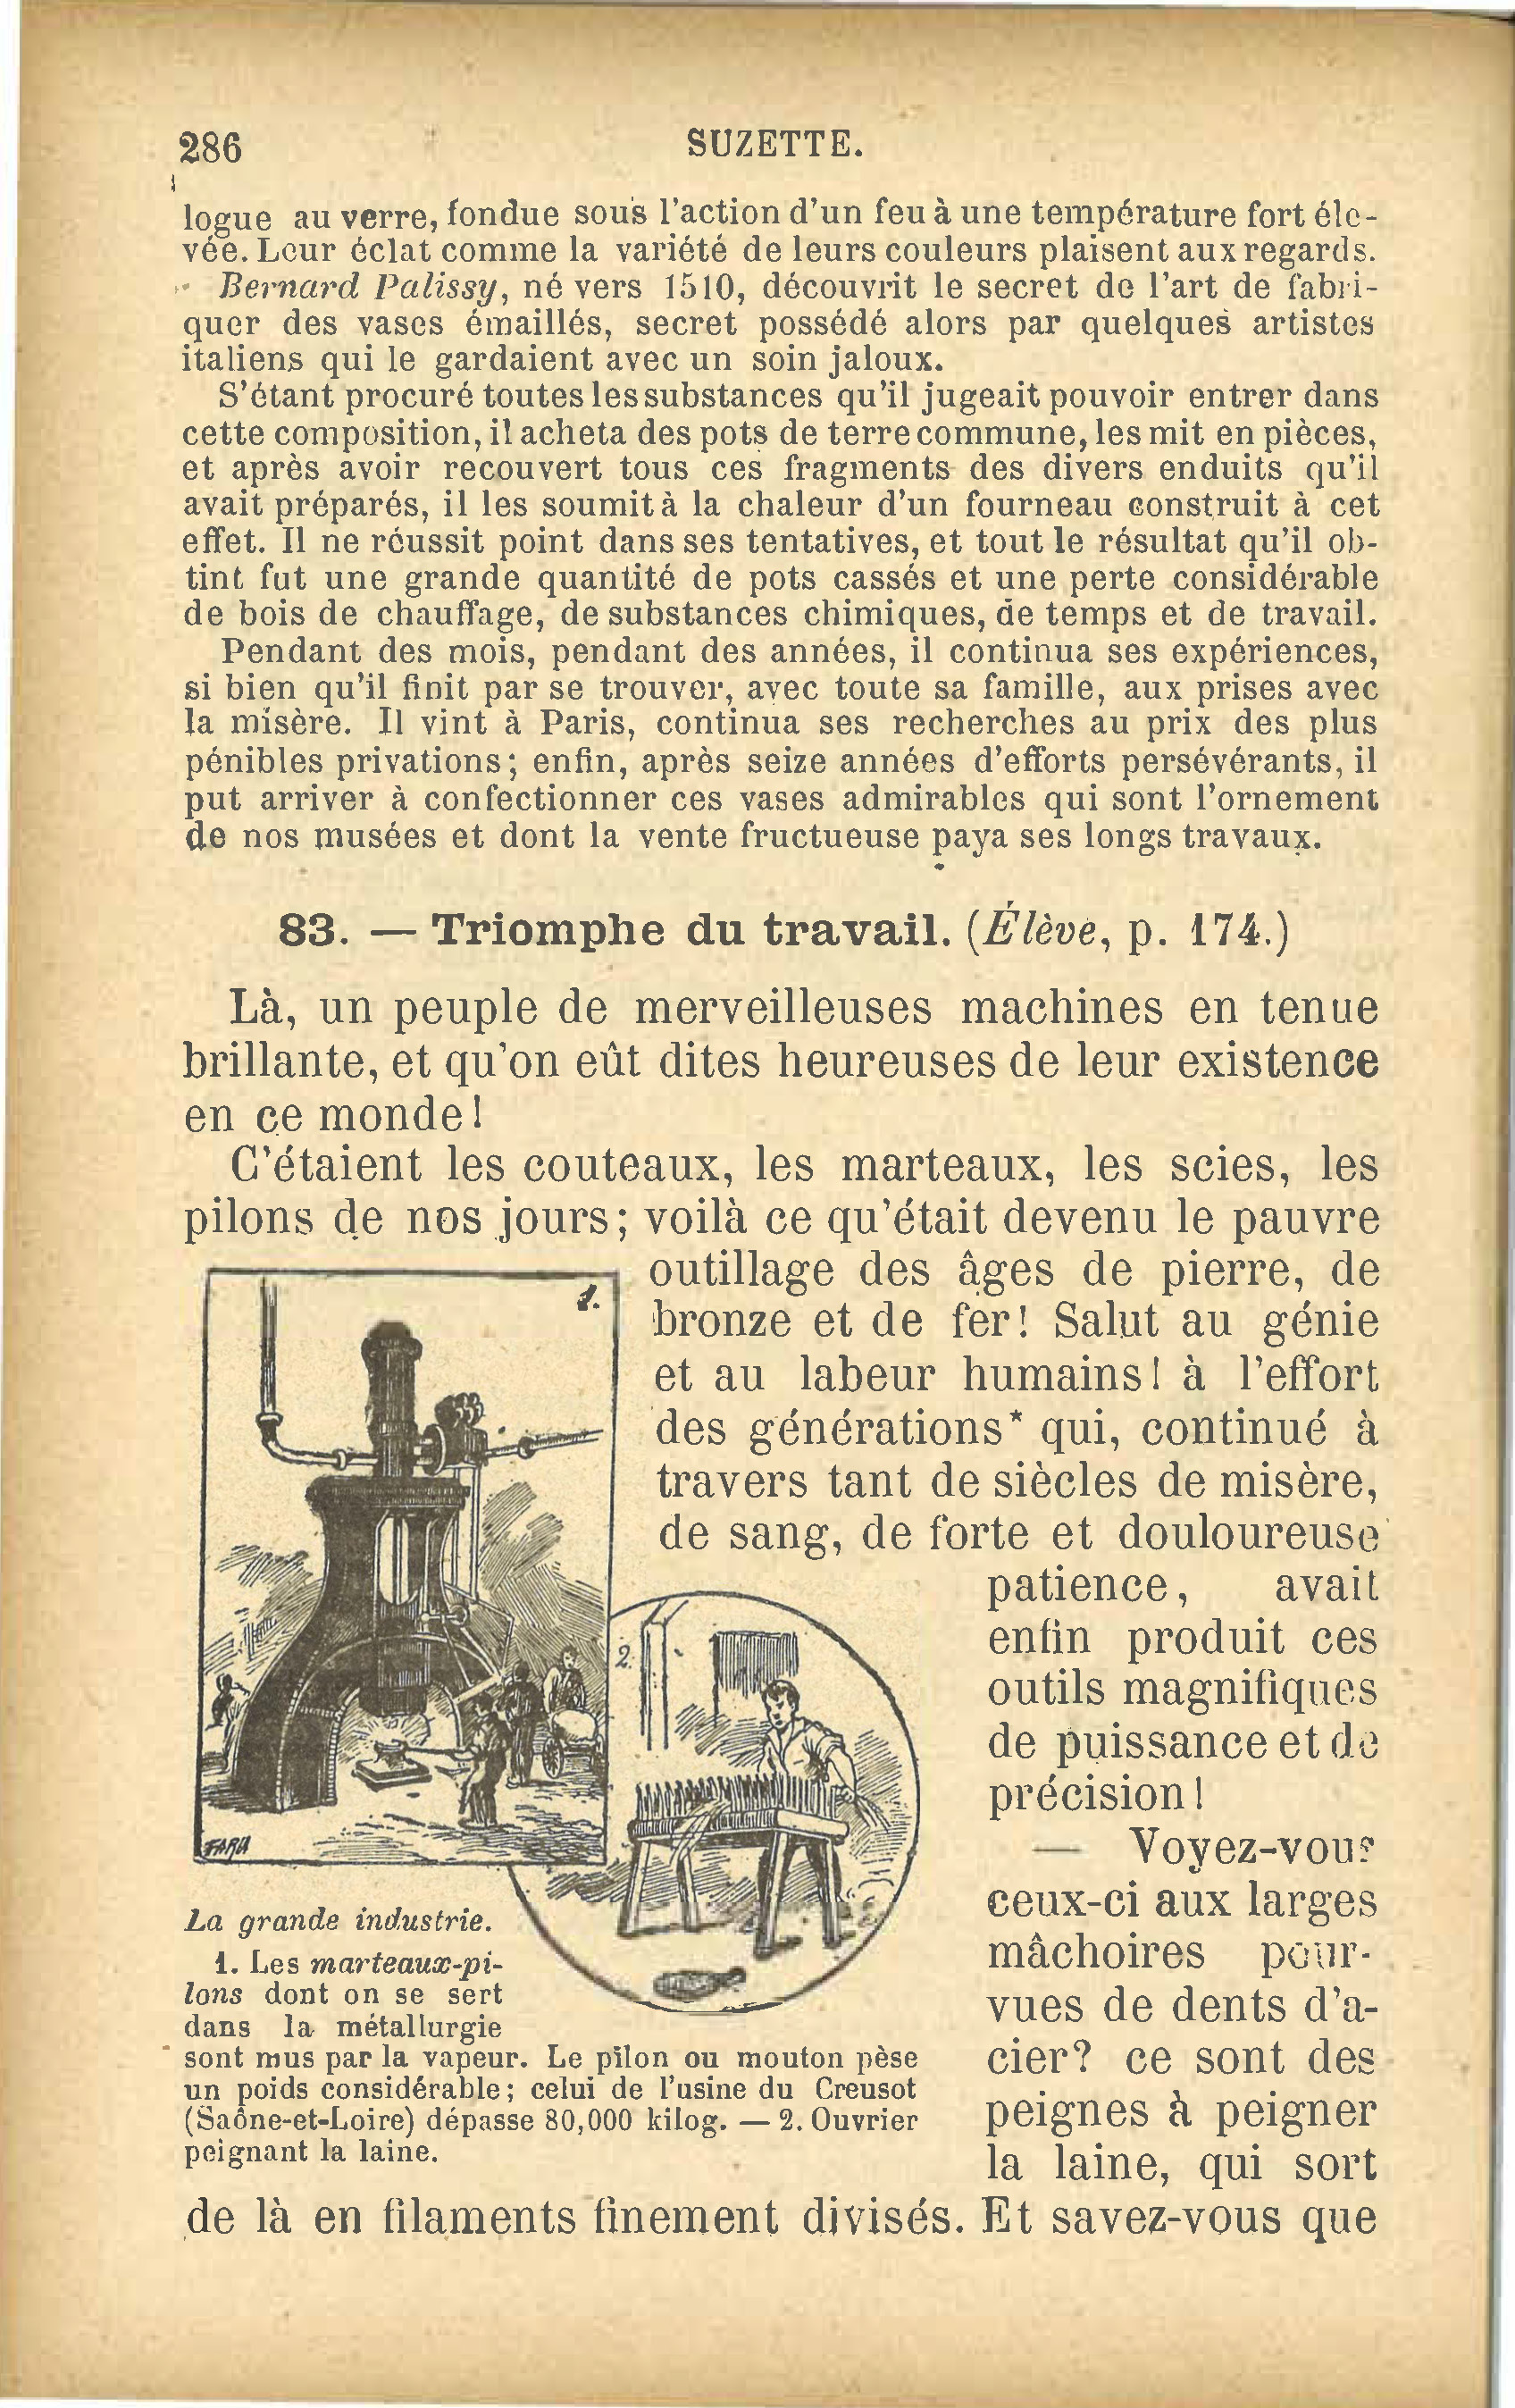 286
SUZETTE.
logue au verre, fondue sous l'action d'un feu à une température fort éle-
vée. Leur éclat comme la variété de leurs couleurs plaisent aux regards.
Bernard Palissy, né vers 1510, découvrit le secret de l'art de fabri-
quer des vases émaillés, secret possédé alors par quelques artistes
italiens qui le gardaient avec un soin jaloux.
S'étant procuré toutes les substances qu'il jugeait pouvoir entrer dans
cette composition, il acheta des pots de terre commune, les mit en pièces,
et après avoir recouvert tous ces fragments des divers enduits qu'il
avait préparés, il les soumit à la chaleur d'un fourneau construit à cet
effet. Il ne réussit point dans ses tentatives, et tout le résultat qu'il ob-
tint fut une grande quantité de pots cassés et une perte considérable
de bois de chauffage, de substances chimiques, de temps et de travail.
Pendant des mois, pendant des années, il continua ses expériences,
si bien qu'il finit par se trouver, avec toute sa famille, aux prises avec
la misère. Il vint à Paris, continua ses recherches au prix des plus
pénibles privations; enfin, après seize années d'efforts persévérants, il
put arriver à confectionner ces vases admirables qui sont l'ornement
de nos musées et dont la vente fructueuse paya ses longs travaux.
83. — Triomphe du travail. (Élève, p. 174.)
Là, un peuple de merveilleuses machines en tenue
brillante, et qu'on eût dites heureuses de leur existence
en ce monde!
C'étaient les couteaux, les marteaux, les scies, les
pilons de nos jours; voilà ce qu'était devenu le pauvre
outillage des âges de pierre, de
bronze et de fer! Salut au génie
et au labeur humains! à l'effort
des générations* qui, continué à
travers tant de siècles de misère,
de sang, de forte et douloureuse
patience, avait
enfin produit ces
outils magnifiques
de puissance et de
précision!
— Voyez-vous
ceux-ci aux larges
mâchoires pour-
vues de dents d'a-
cier? ce sont des
peignes à peigner
la laine, qui sort
de là en filaments finement divisés. Et savez-vous que
1.
2.
FARIA
La grande industrie.
1. Les marteaux-pi-
lons dont on se sert
dans la métallurgie
sont mus par la vapeur. Le pilon ou mouton pèse
un poids considérable; celui de l'usine du Creusot
(Saône-et-Loire) dépasse 80,000 kilog. — 2. Ouvrier
peignant la laine.